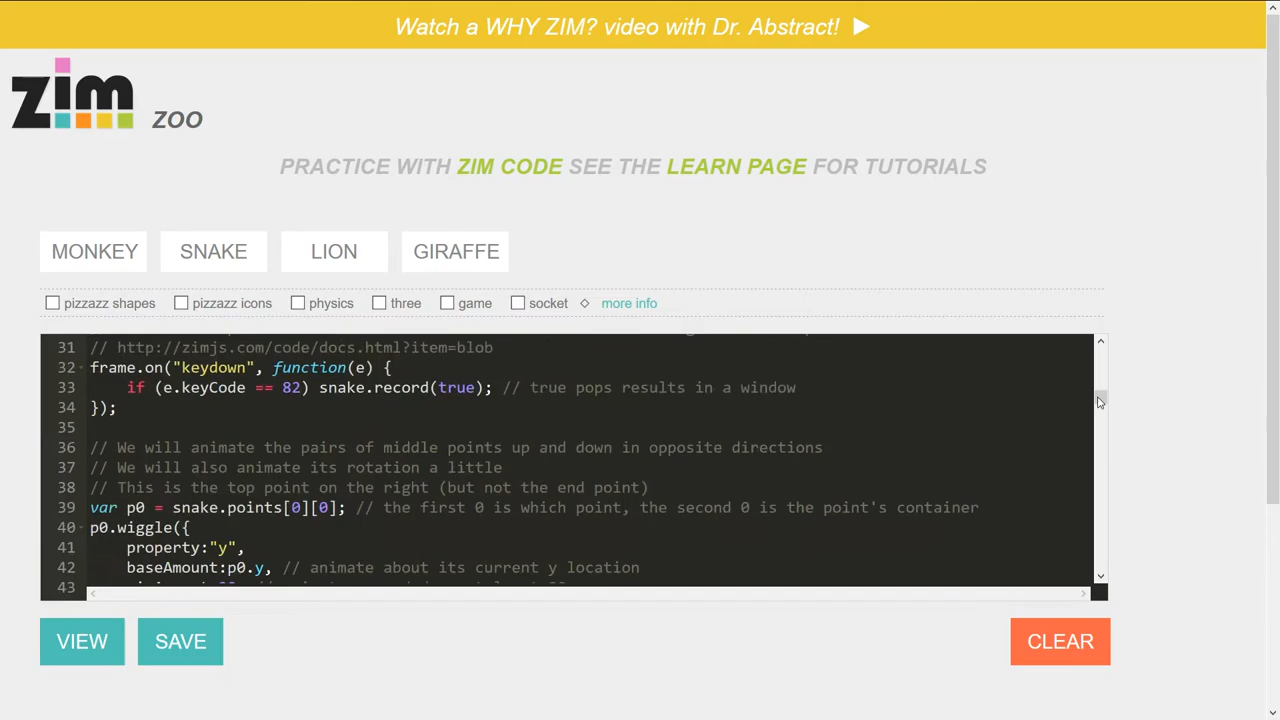 Watch a WHY ZIM? video with Dr. Abstract!
zim ZOO
PRACTICE WITH ZIM CODE SEE THE LEARN PAGE FOR TUTORIALS
MONKEY SNAKE LION GIRAFFE
pizzazz shapes pizzazz icons physics three game socket more info
31 // http://zimjs.com/code/docs.html?item=blob
32 frame.on("keydown", function(e) {
33 if (e.keyCode == 82) snake.record(true); // true pops results in a window
34 });
35
36 // We will animate the pairs of middle points up and down in opposite directions
37 // We will also animate its rotation a little
38 // This is the top point on the right (but not the end point)
39 var p0 = snake.points[0][0]; // the first 0 is which point, the second 0 is the point's container
40 p0.wiggle({
41 property:"y",
42 baseAmount:p0.y, // animate about its current y location
43
VIEW SAVE CLEAR